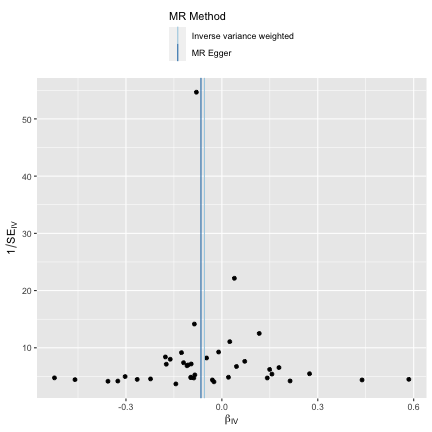 MR Method
Inverse variance weighted
MR Egger
50
40
30
20
10
1/SE_IV
-0.3 0.0 0.3 0.6
β_IV